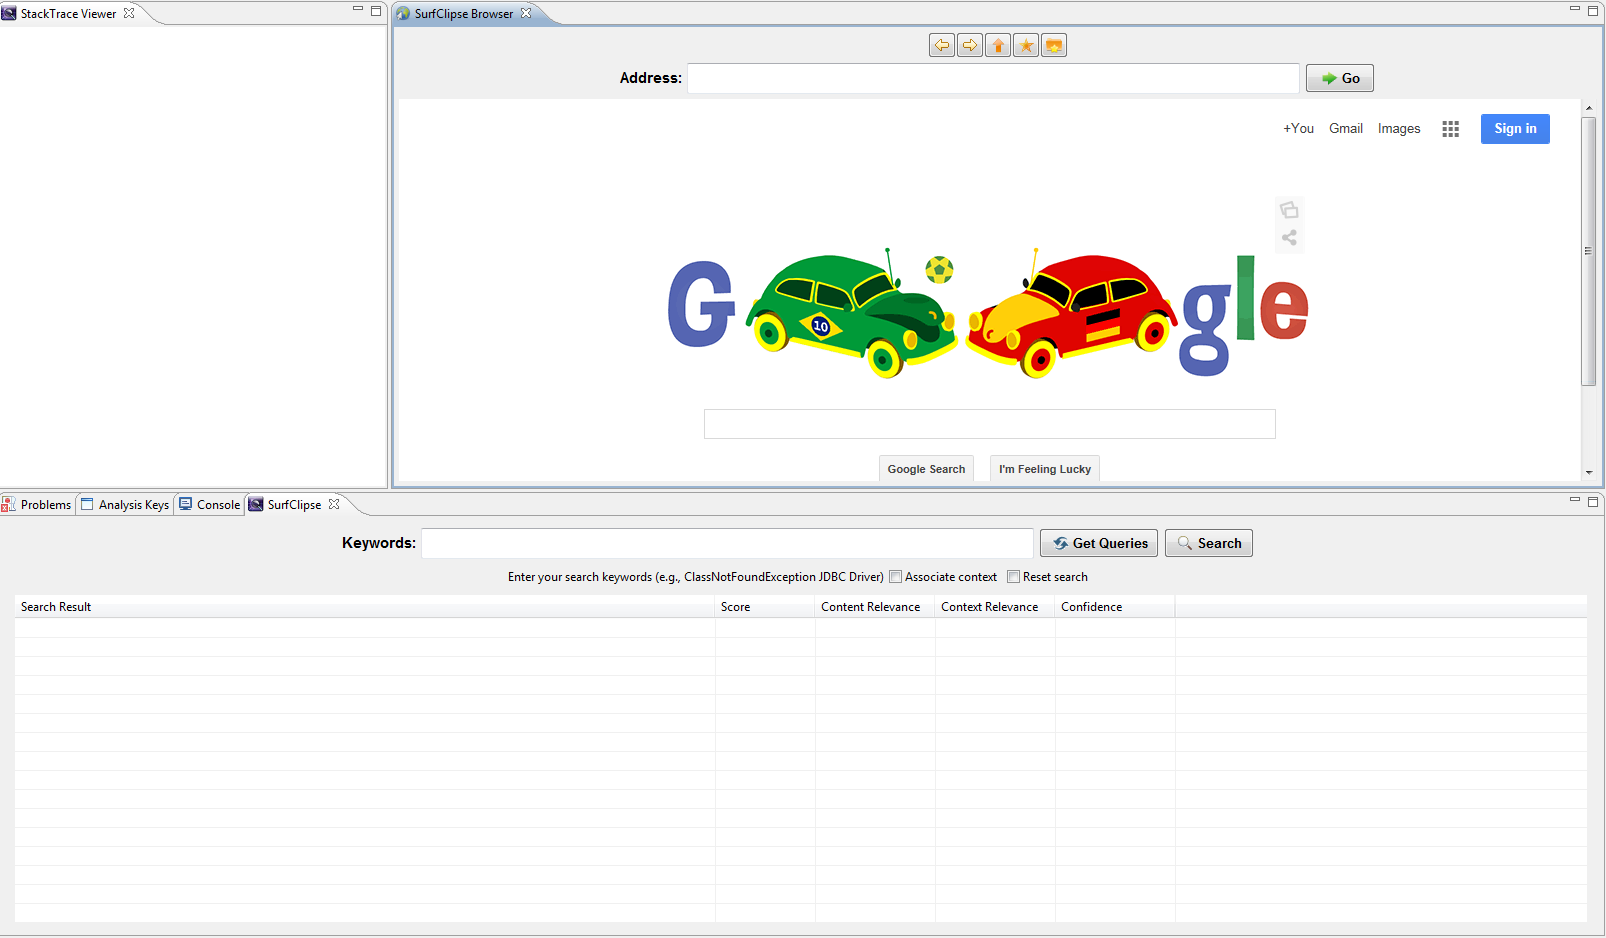 StackTrace Viewer
SurfClipse Browser
Address:
Go
+You Gmail Images Sign in
G gle
10
Google Search I'm Feeling Lucky
Problems Analysis Keys Console SurfClipse
Keywords: Get Queries Search
Enter your search keywords (e.g., ClassNotFoundException JDBC Driver) Associate context Reset search
Search Result Score Content Relevance Context Relevance Confidence